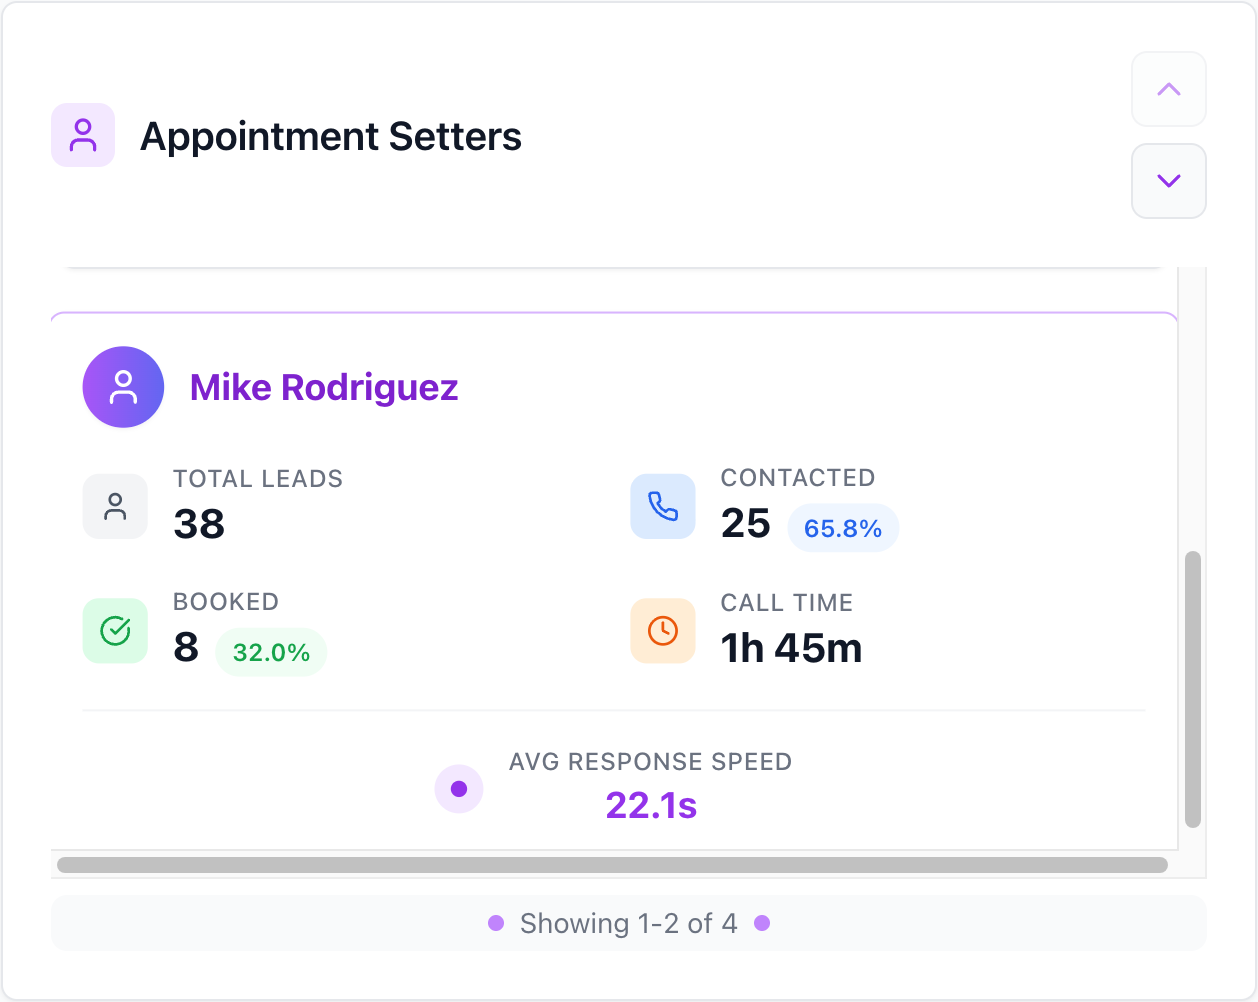 Appointment Setters
Mike Rodriguez
TOTAL LEADS
38
CONTACTED
25 65.8%
BOOKED
8 32.0%
CALL TIME
1h 45m
AVG RESPONSE SPEED
22.1s
Showing 1-2 of 4